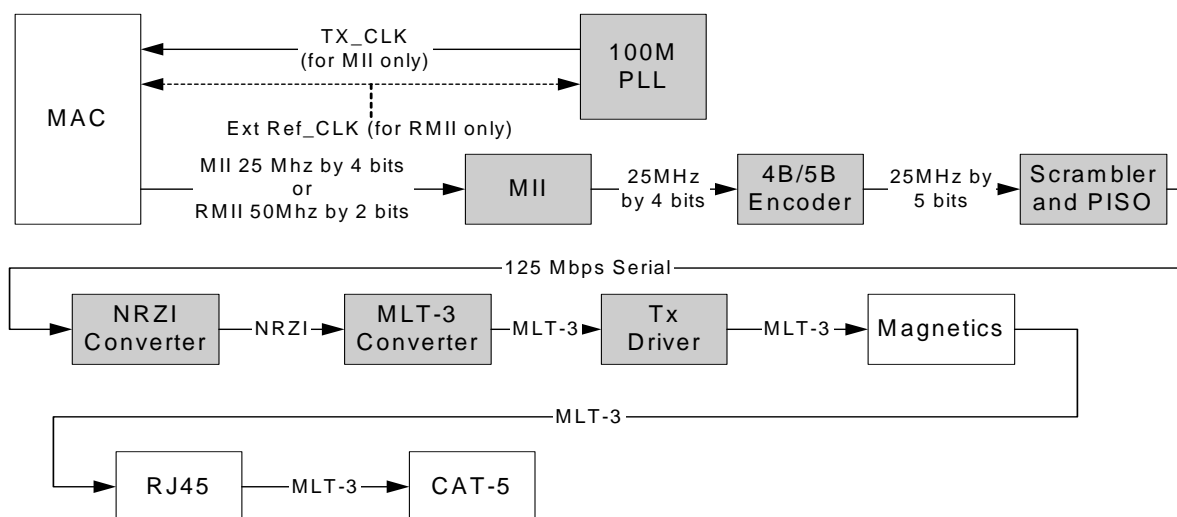 TX_CLK
(for MII only)
100M
PLL
MAC
Ext Ref_CLK (for RMII only)
MII 25 Mhz by 4 bits
or
RMII 50Mhz by 2 bits
MII
25MHz
by 4 bits
4B/5B
Encoder
25MHz by
5 bits
Scrambler
and PISO
125 Mbps Serial
NRZI
Converter
NRZI
MLT-3
Converter
MLT-3
Tx
Driver
MLT-3
Magnetics
MLT-3
RJ45
MLT-3
CAT-5